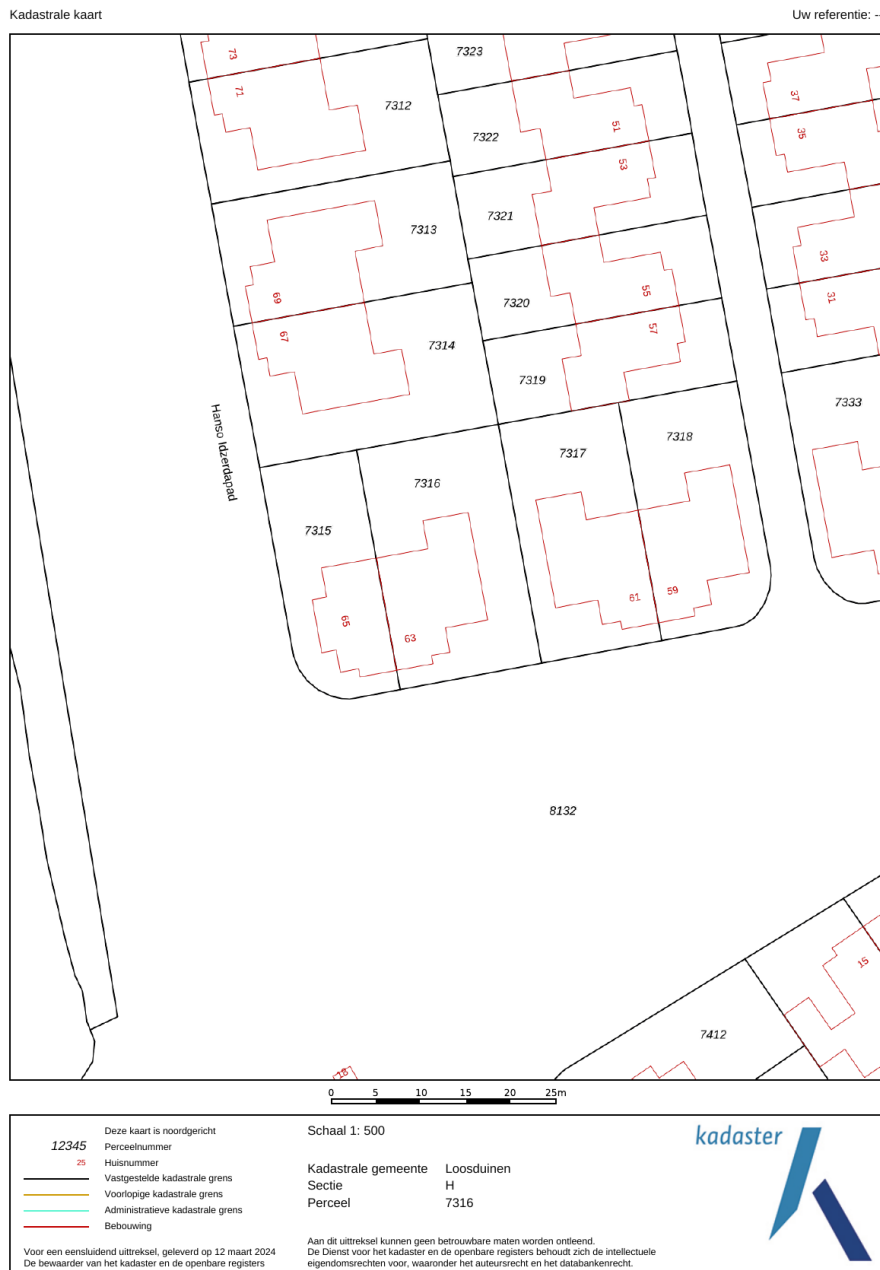 Kadastrale kaart
Uw referentie: --
73
7323
71
7312
7322
51
53
37
35
7313
7321
69
67
7314
7320
55
57
7319
33
31
Hanso Idzerdapad
7333
7318
7317
7316
7315
65
63
61
59
8132
15
7412
18
0 5 10 15 20 25m
Deze kaart is noordgericht
12345 Perceelnummer
25 Huisnummer
Vastgestelde kadastrale grens
Voorlopige kadastrale grens
Administratieve kadastrale grens
Bebouwing
Voor een eensluidend uittreksel, geleverd op 12 maart 2024
De bewaarder van het kadaster en de openbare registers
Schaal 1: 500
Kadastrale gemeente Loosduinen
Sectie H
Perceel 7316
Aan dit uittreksel kunnen geen betrouwbare maten worden ontleend.
De Dienst voor het kadaster en de openbare registers behoudt zich de intellectuele
eigendomsrechten voor, waaronder het auteursrecht en het databankenrecht.
kadaster